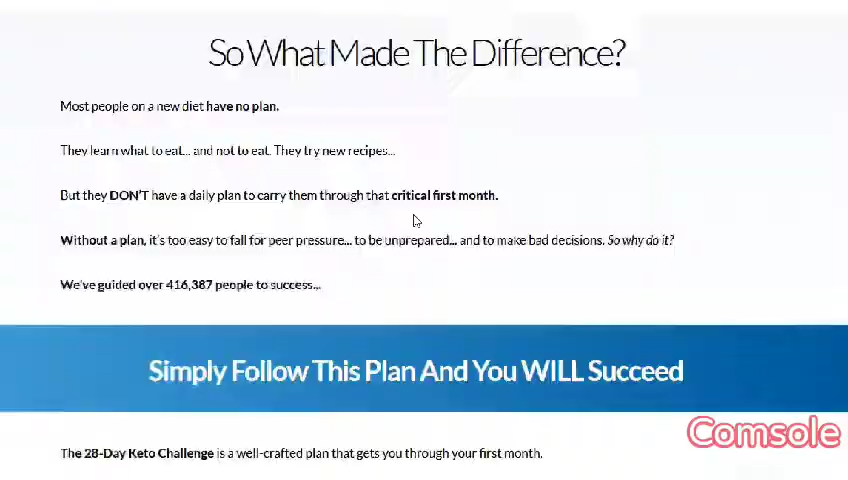 So What Made The Difference?
Most people on a new diet have no plan.
They learn what to eat... and not to eat. They try new recipes...
But they DON'T have a daily plan to carry them through that critical first month.
Without a plan, it's too easy to fall for peer pressure... to be unprepared... and to make bad decisions. So why do it?
We've guided over 416,387 people to success...
Simply Follow This Plan And You WILL Succeed
Comsole
The 28-Day Keto Challenge is a well-crafted plan that gets you through your first month.